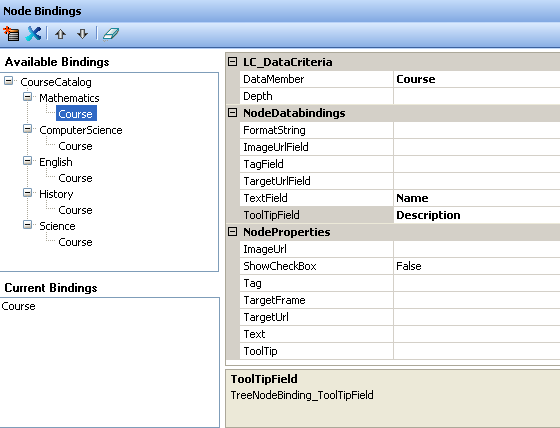 Node Bindings
Available Bindings
CourseCatalog
Mathematics
Course
ComputerScience
Course
English
Course
History
Course
Science
Course
Current Bindings
Course
LC_DataCriteria
DataMember Course
Depth
NodeDatabindings
FormatString
ImageUrlField
TagField
TargetUrlField
TextField Name
ToolTipField Description
NodeProperties
ImageUrl
ShowCheckBox False
Tag
TargetFrame
TargetUrl
Text
ToolTip
ToolTipField
TreeNodeBinding_ToolTipField